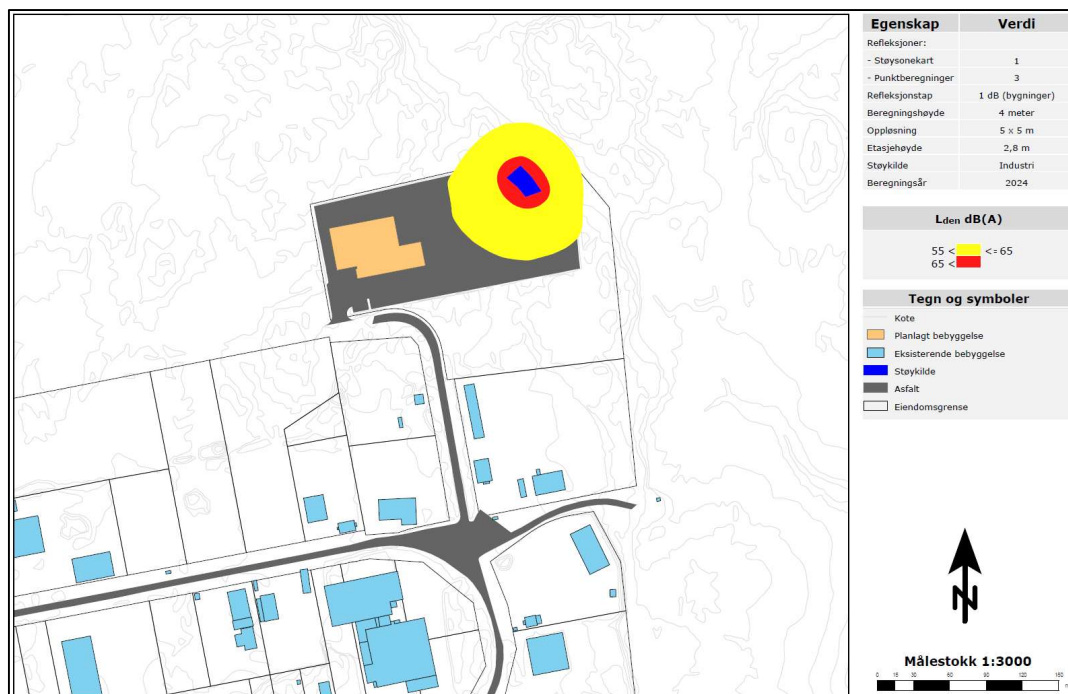 Egenskap Verdi
Refleksjoner:
- Støysonekart 1
- Punktberegninger 3
Refleksjonstap 1 dB (bygninger)
Beregningshøyde 4 meter
Oppløsning 5 x 5 m
Etasjehøyde 2,8 m
Støykilde Industri
Beregningsår 2024
Lden dB(A)
55 < <= 65
65 <
Tegn og symboler
Kote
Planlagt bebyggelse
Eksisterende bebyggelse
Støykilde
Asfalt
Eiendomsgrense
N
Målestokk 1:3000
0 15 30 60 90 120 150
m